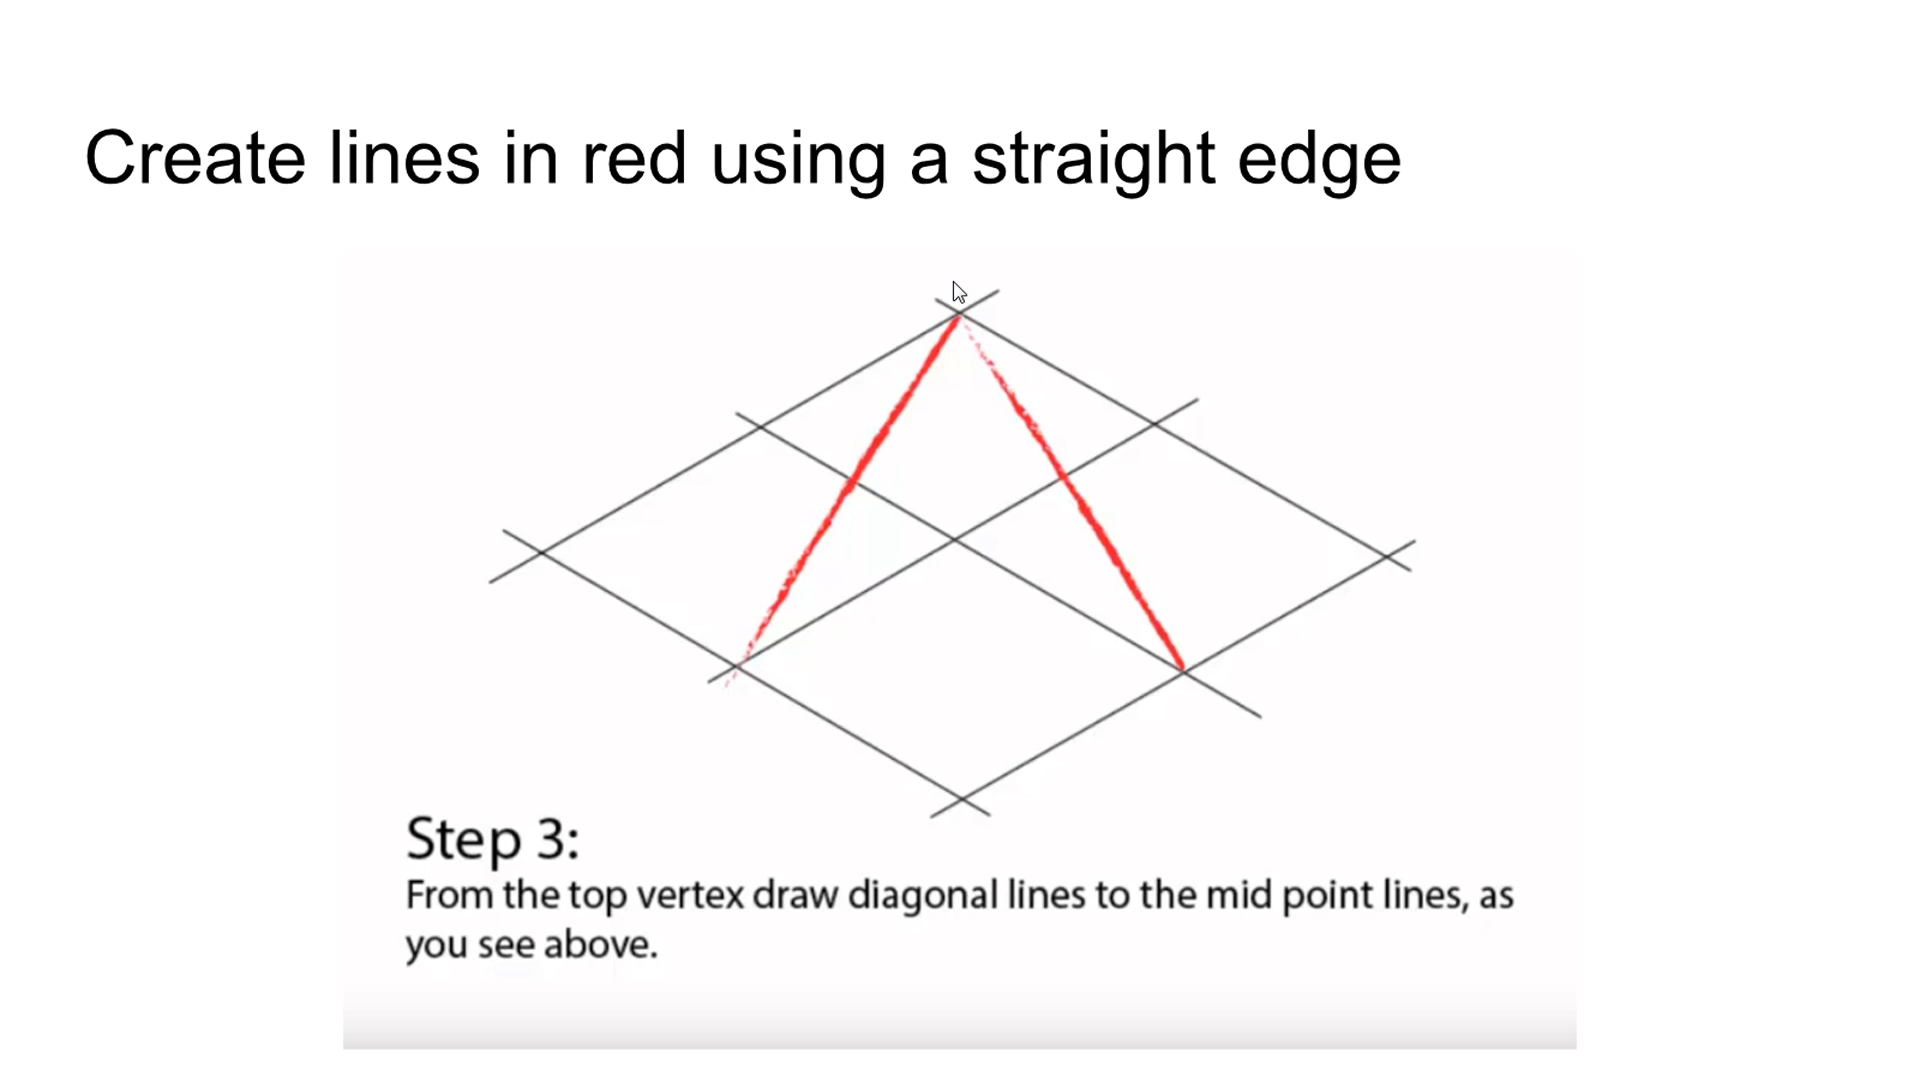 Create lines in red using a straight edge
Step 3:
From the top vertex draw diagonal lines to the mid point lines, as
you see above.